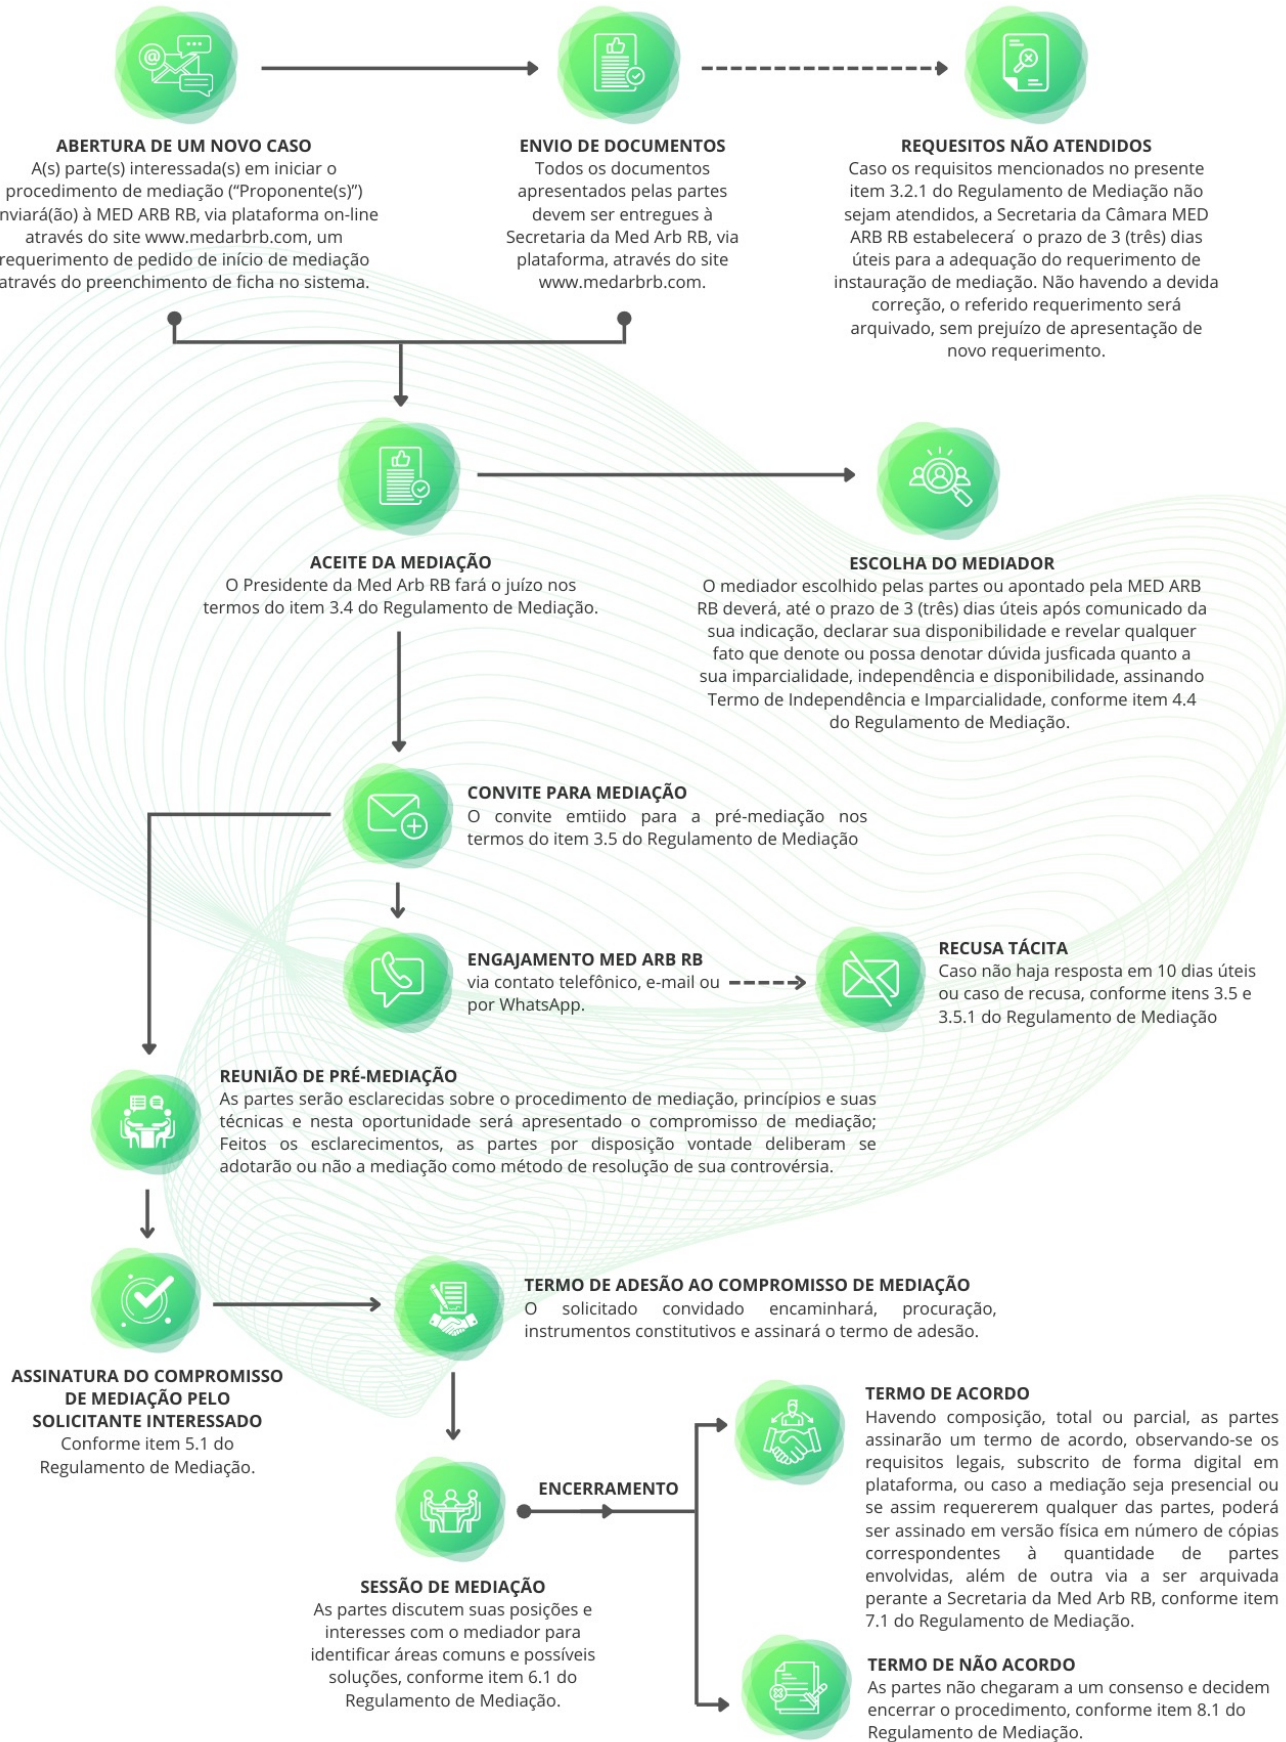 ABERTURA DE UM NOVO CASO
A(s) parte(s) interessada(s) em iniciar o
procedimento de mediação (“Proponente(s)”)
nviará(ão) à MED ARB RB, via plataforma on-line
através do site www.medarbrb.com, um
requerimento de pedido de início de mediação
através do preenchimento de ficha no sistema.
ENVIO DE DOCUMENTOS
Todos os documentos
apresentados pelas partes
devem ser entregues à
Secretaria da Med Arb RB, via
plataforma, através do site
www.medarbrb.com.
REQUESITOS NÃO ATENDIDOS
Caso os requisitos mencionados no presente
item 3.2.1 do Regulamento de Mediação não
sejam atendidos, a Secretaria da Câmara MED
ARB RB estabelecerá o prazo de 3 (três) dias
úteis para a adequação do requerimento de
instauração de mediação. Não havendo a devida
correção, o referido requerimento será
arquivado, sem prejuízo de apresentação de
novo requerimento.
ACEITE DA MEDIAÇÃO
O Presidente da Med Arb RB fará o juízo nos
termos do item 3.4 do Regulamento de Mediação.
ESCOLHA DO MEDIADOR
O mediador escolhido pelas partes ou apontado pela MED ARB
RB deverá, até o prazo de 3 (três) dias úteis após comunicado da
sua indicação, declarar sua disponibilidade e revelar qualquer
fato que denote ou possa denotar dúvida jusficada quanto a
sua imparcialidade, independência e disponibilidade, assinando
Termo de Independência e Imparcialidade, conforme item 4.4
do Regulamento de Mediação.
CONVITE PARA MEDIAÇÃO
O convite emtiido para a pré-mediação nos
termos do item 3.5 do Regulamento de Mediação
ENGAJAMENTO MED ARB RB
via contato telefônico, e-mail ou
por WhatsApp.
RECUSA TÁCITA
Caso não haja resposta em 10 dias úteis
ou caso de recusa, conforme itens 3.5 e
3.5.1 do Regulamento de Mediação
REUNIÃO DE PRÉ-MEDIAÇÃO
As partes serão esclarecidas sobre o procedimento de mediação, princípios e suas
técnicas e nesta oportunidade será apresentado o compromisso de mediação;
Feitos os esclarecimentos, as partes por disposição vontade deliberam se
adotarão ou não a mediação como método de resolução de sua controvérsia.
ASSINATURA DO COMPROMISSO
DE MEDIAÇÃO PELO
SOLICITANTE INTERESSADO
Conforme item 5.1 do
Regulamento de Mediação.
TERMO DE ADESÃO AO COMPROMISSO DE MEDIAÇÃO
O solicitado convidado encaminhará, procuração,
instrumentos constitutivos e assinará o termo de adesão.
SESSÃO DE MEDIAÇÃO
As partes discutem suas posições e
interesses com o mediador para
identificar áreas comuns e possíveis
soluções, conforme item 6.1 do
Regulamento de Mediação.
ENCERRAMENTO
TERMO DE ACORDO
Havendo composição, total ou parcial, as partes
assinarão um termo de acordo, observando-se os
requisitos legais, subscrito de forma digital em
plataforma, ou caso a mediação seja presencial ou
se assim requererem qualquer das partes, poderá
ser assinado em versão física em número de cópias
correspondentes à quantidade de partes
envolvidas, além de outra via a ser arquivada
perante a Secretaria da Med Arb RB, conforme item
7.1 do Regulamento de Mediação.
TERMO DE NÃO ACORDO
As partes não chegaram a um consenso e decidem
encerrar o procedimento, conforme item 8.1 do
Regulamento de Mediação.